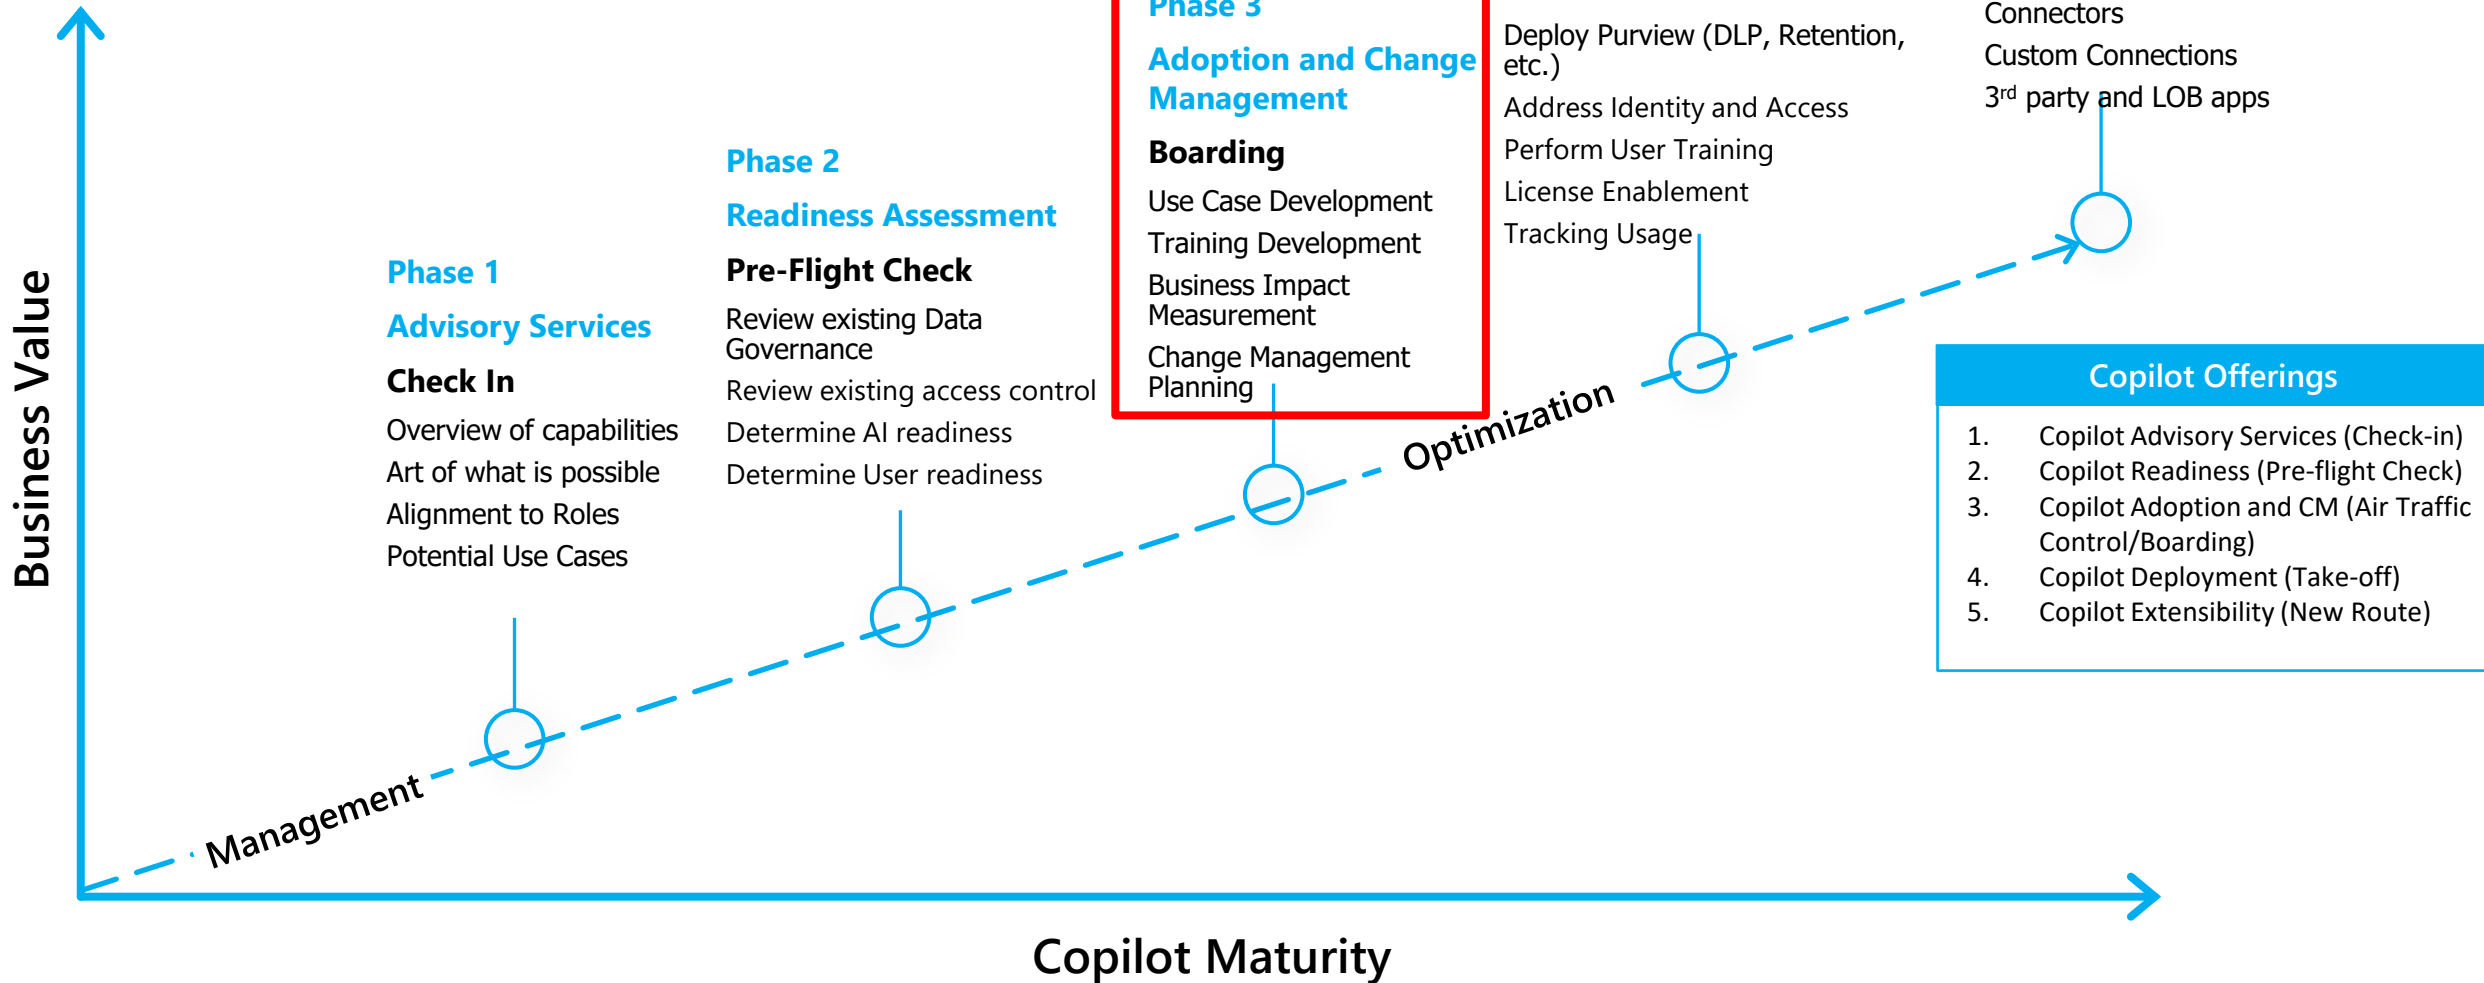 Business Value
Phase 1
Advisory Services
Check In
Overview of capabilities
Art of what is possible
Alignment to Roles
Potential Use Cases
Phase 2
Readiness Assessment
Pre-Flight Check
Review existing Data
Governance
Review existing access control
Determine AI readiness
Determine User readiness
Phase 3
Adoption and Change
Management
Boarding
Use Case Development
Training Development
Business Impact
Measurement
Change Management
Planning
Deploy Purview (DLP, Retention,
etc.)
Address Identity and Access
Perform User Training
License Enablement
Tracking Usage
Connectors
Custom Connections
3rd party and LOB apps
Management
Optimization
Copilot Offerings
1. Copilot Advisory Services (Check-in)
2. Copilot Readiness (Pre-flight Check)
3. Copilot Adoption and CM (Air Traffic
Control/Boarding)
4. Copilot Deployment (Take-off)
5. Copilot Extensibility (New Route)
Copilot Maturity